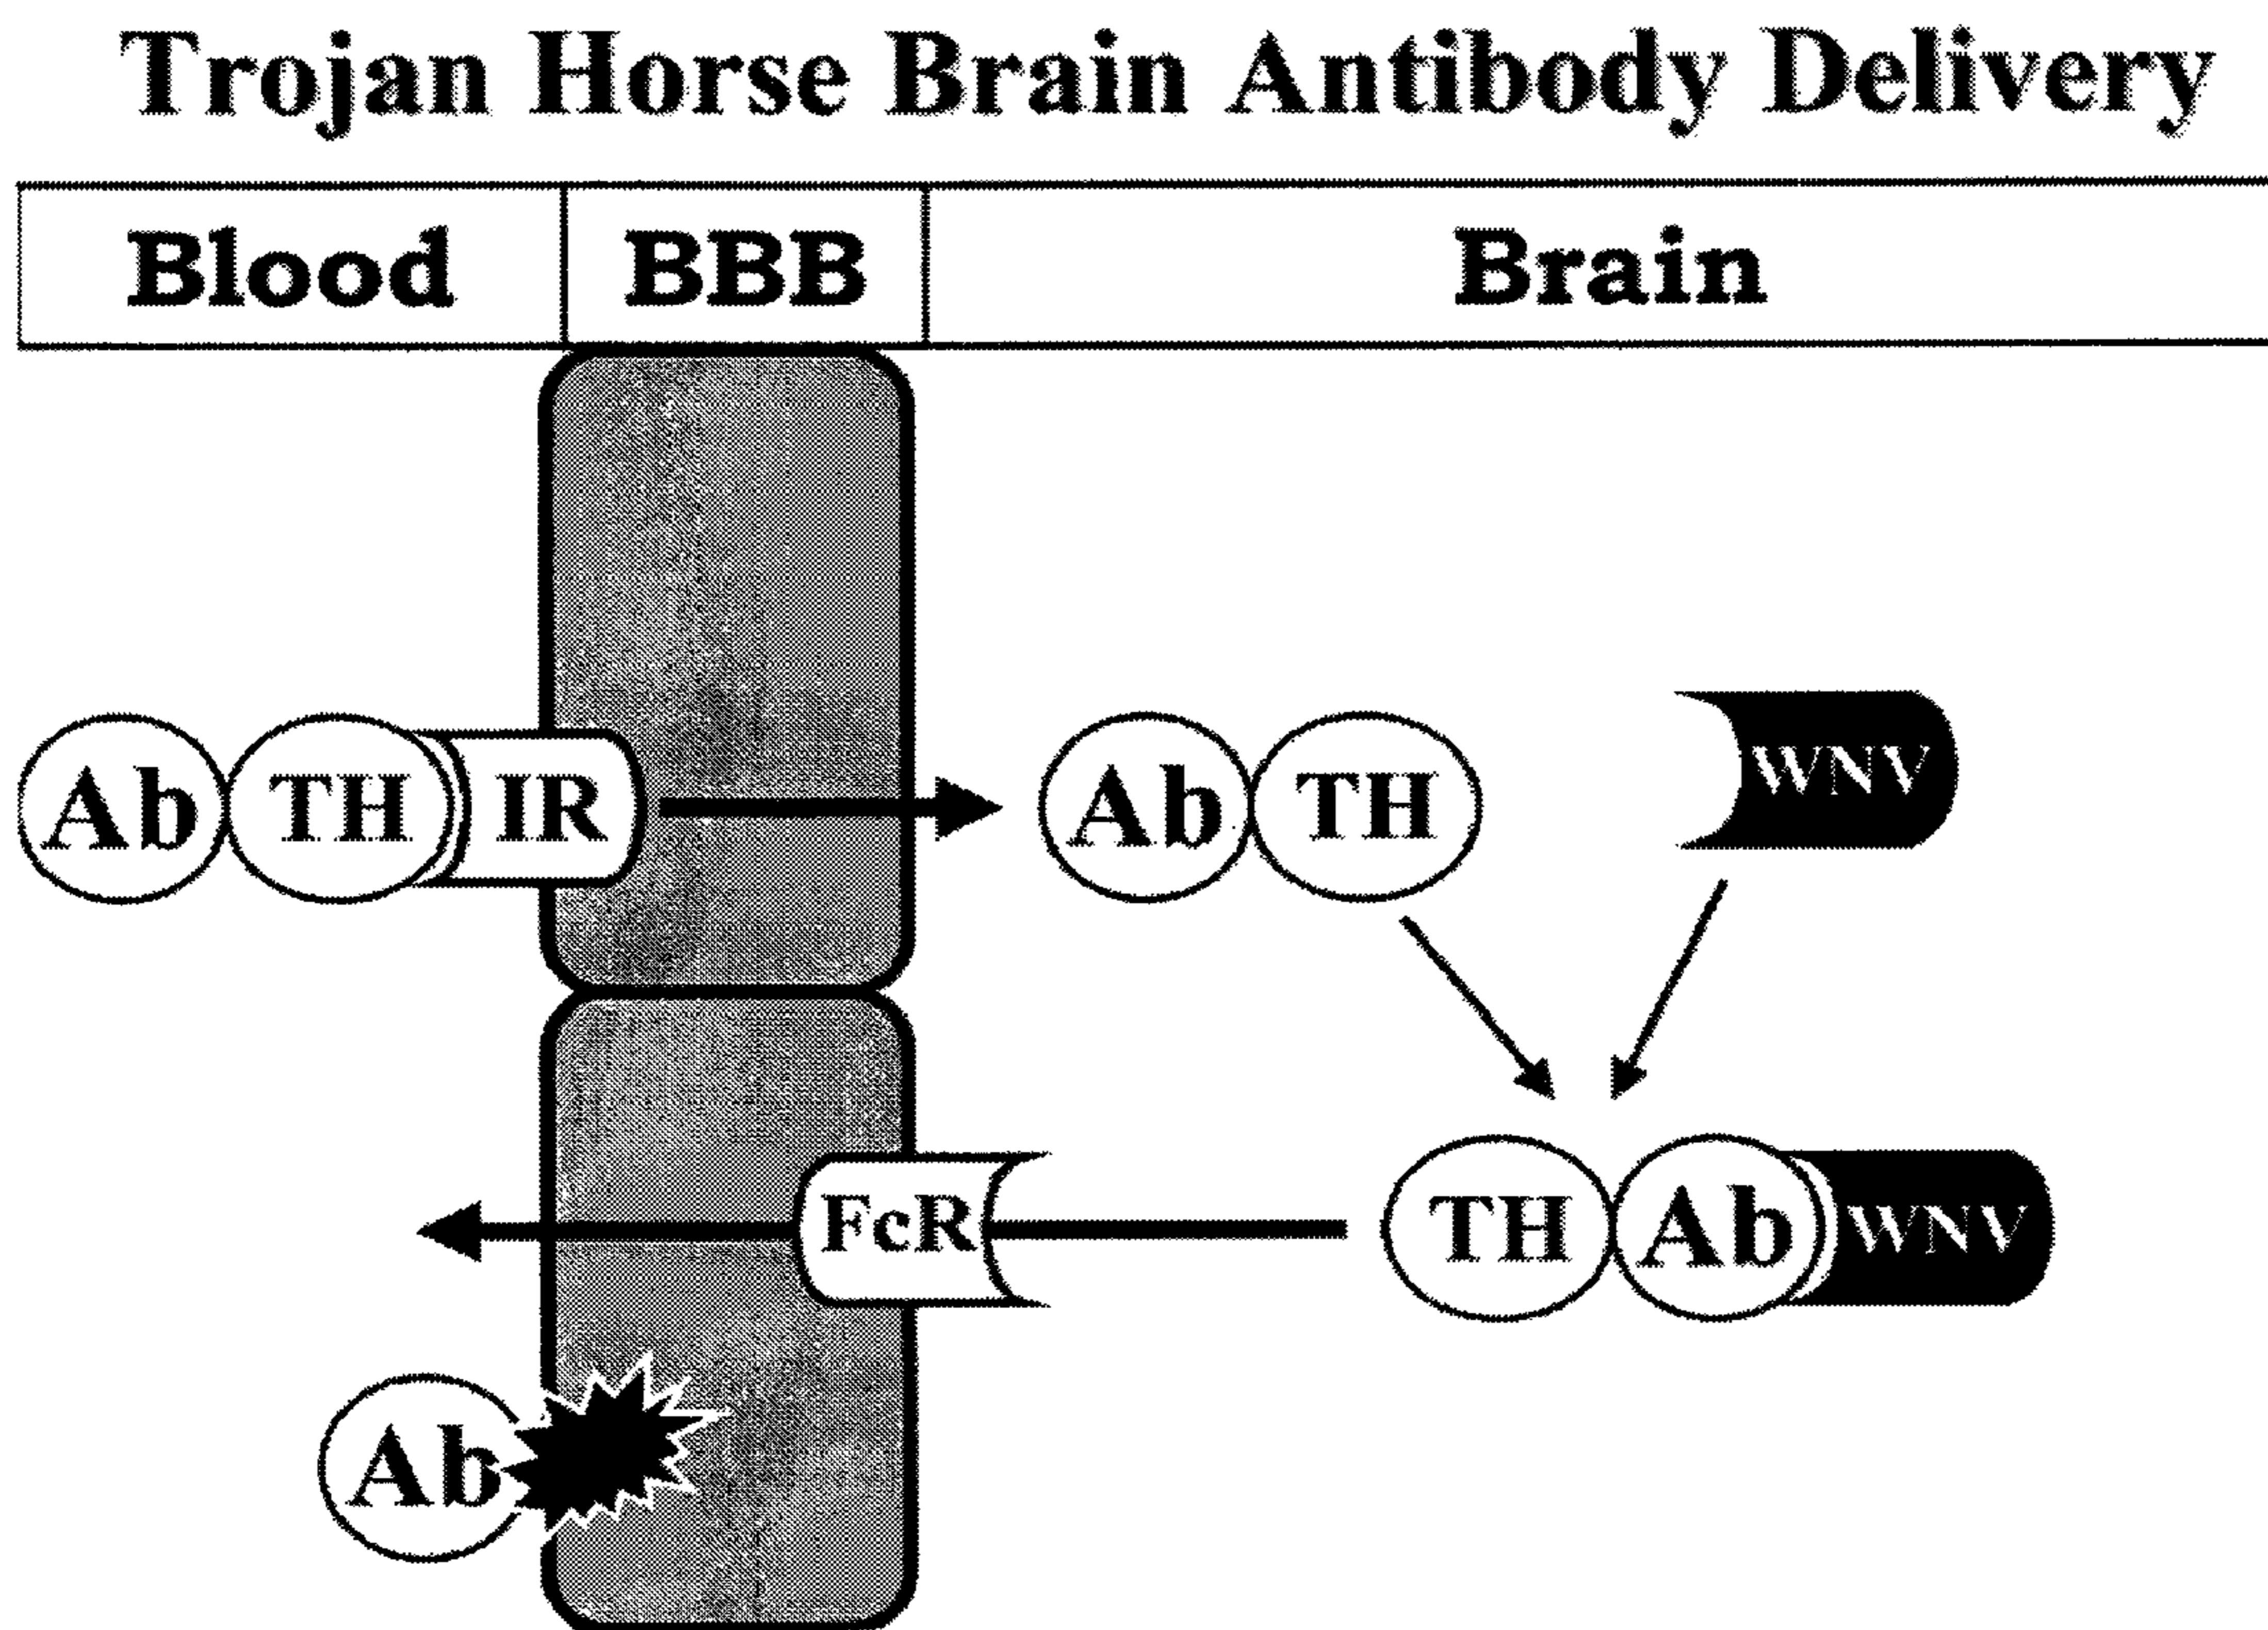 Trojan Horse Brain Antibody Delivery
Blood BBB Brain
Ab TH IR Ab TH WNV
FcR TH Ab WNV
Ab